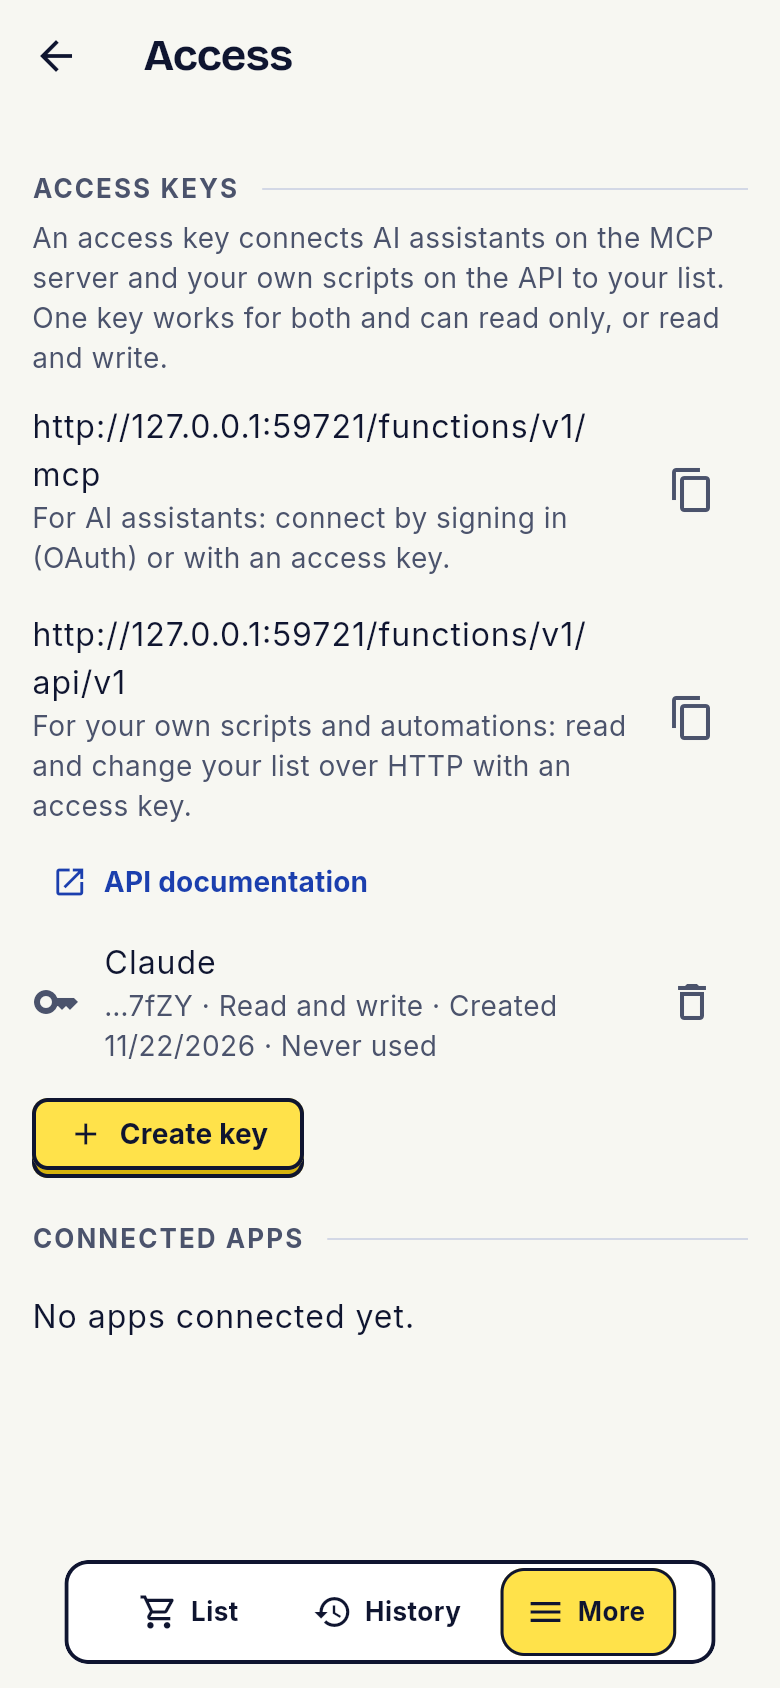 Access
ACCESS KEYS
An access key connects AI assistants on the MCP
server and your own scripts on the API to your list.
One key works for both and can read only, or read
and write.
http://127.0.0.1:59721/functions/v1/
mcp
For AI assistants: connect by signing in
(OAuth) or with an access key.
http://127.0.0.1:59721/functions/v1/
api/v1
For your own scripts and automations: read
and change your list over HTTP with an
access key.
API documentation
Claude
...7fZY · Read and write · Created
11/22/2026 · Never used
Create key
CONNECTED APPS
No apps connected yet.
List
History
More